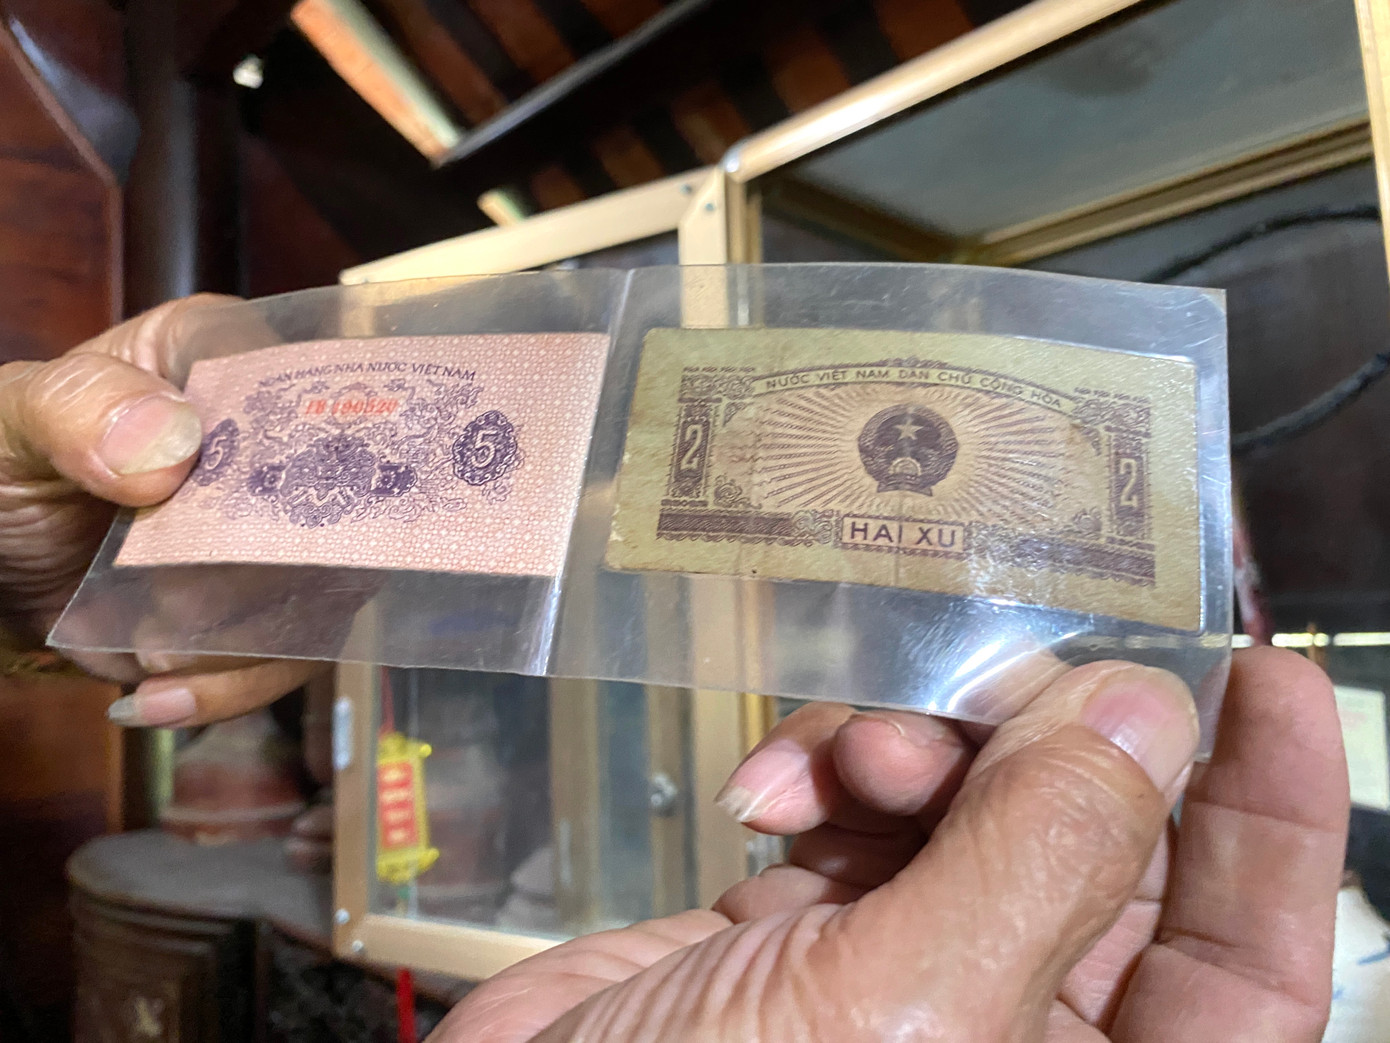 NGÂN HÀNG NHÀ NƯỚC VIỆT NAM
5
5
NƯỚC VIỆT NAM DÂN CHỦ CỘNG HÒA
2
2
HAI XU